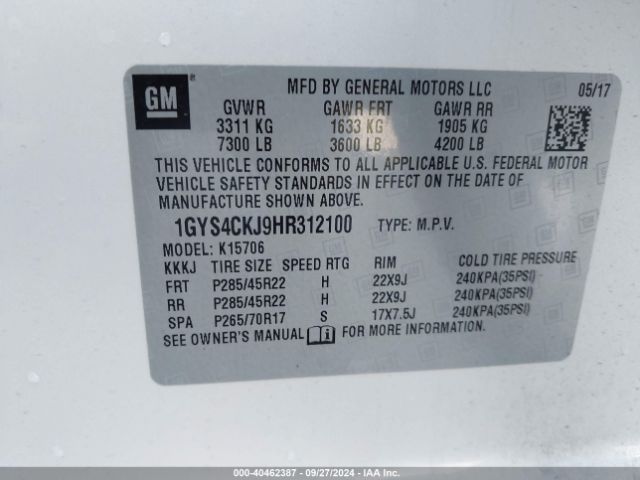 GM
®
MFD BY GENERAL MOTORS LLC 05/17
GVWR GAWR FRT GAWR RR
3311 KG 1633 KG 1905 KG
7300 LB 3600 LB 4200 LB
THIS VEHICLE CONFORMS TO ALL APPLICABLE U.S. FEDERAL MOTOR
VEHICLE SAFETY STANDARDS IN EFFECT ON THE DATE OF
MANUFACTURE SHOWN ABOVE.
1GYS4CKJ9HR312100 TYPE: M.P.V.
MODEL: K15706
KKKJ TIRE SIZE SPEED RTG RIM COLD TIRE PRESSURE
FRT P285/45R22 H 22X9J 240KPA(35PSI)
RR P285/45R22 H 22X9J 240KPA(35PSI)
SPA P265/70R17 S 17X7.5J 240KPA(35PSI)
SEE OWNER'S MANUAL i FOR MORE INFORMATION.
000-40462387 - 09/27/2024 - IAAI.COM